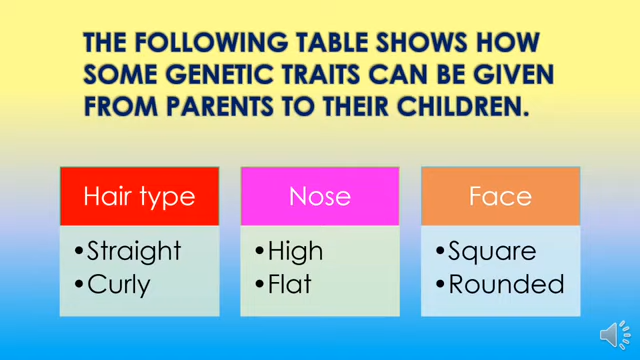 THE FOLLOWING TABLE SHOWS HOW
SOME GENETIC TRAITS CAN BE GIVEN
FROM PARENTS TO THEIR CHILDREN.
Hair type
•Straight
•Curly
Nose
•High
•Flat
Face
•Square
•Rounded